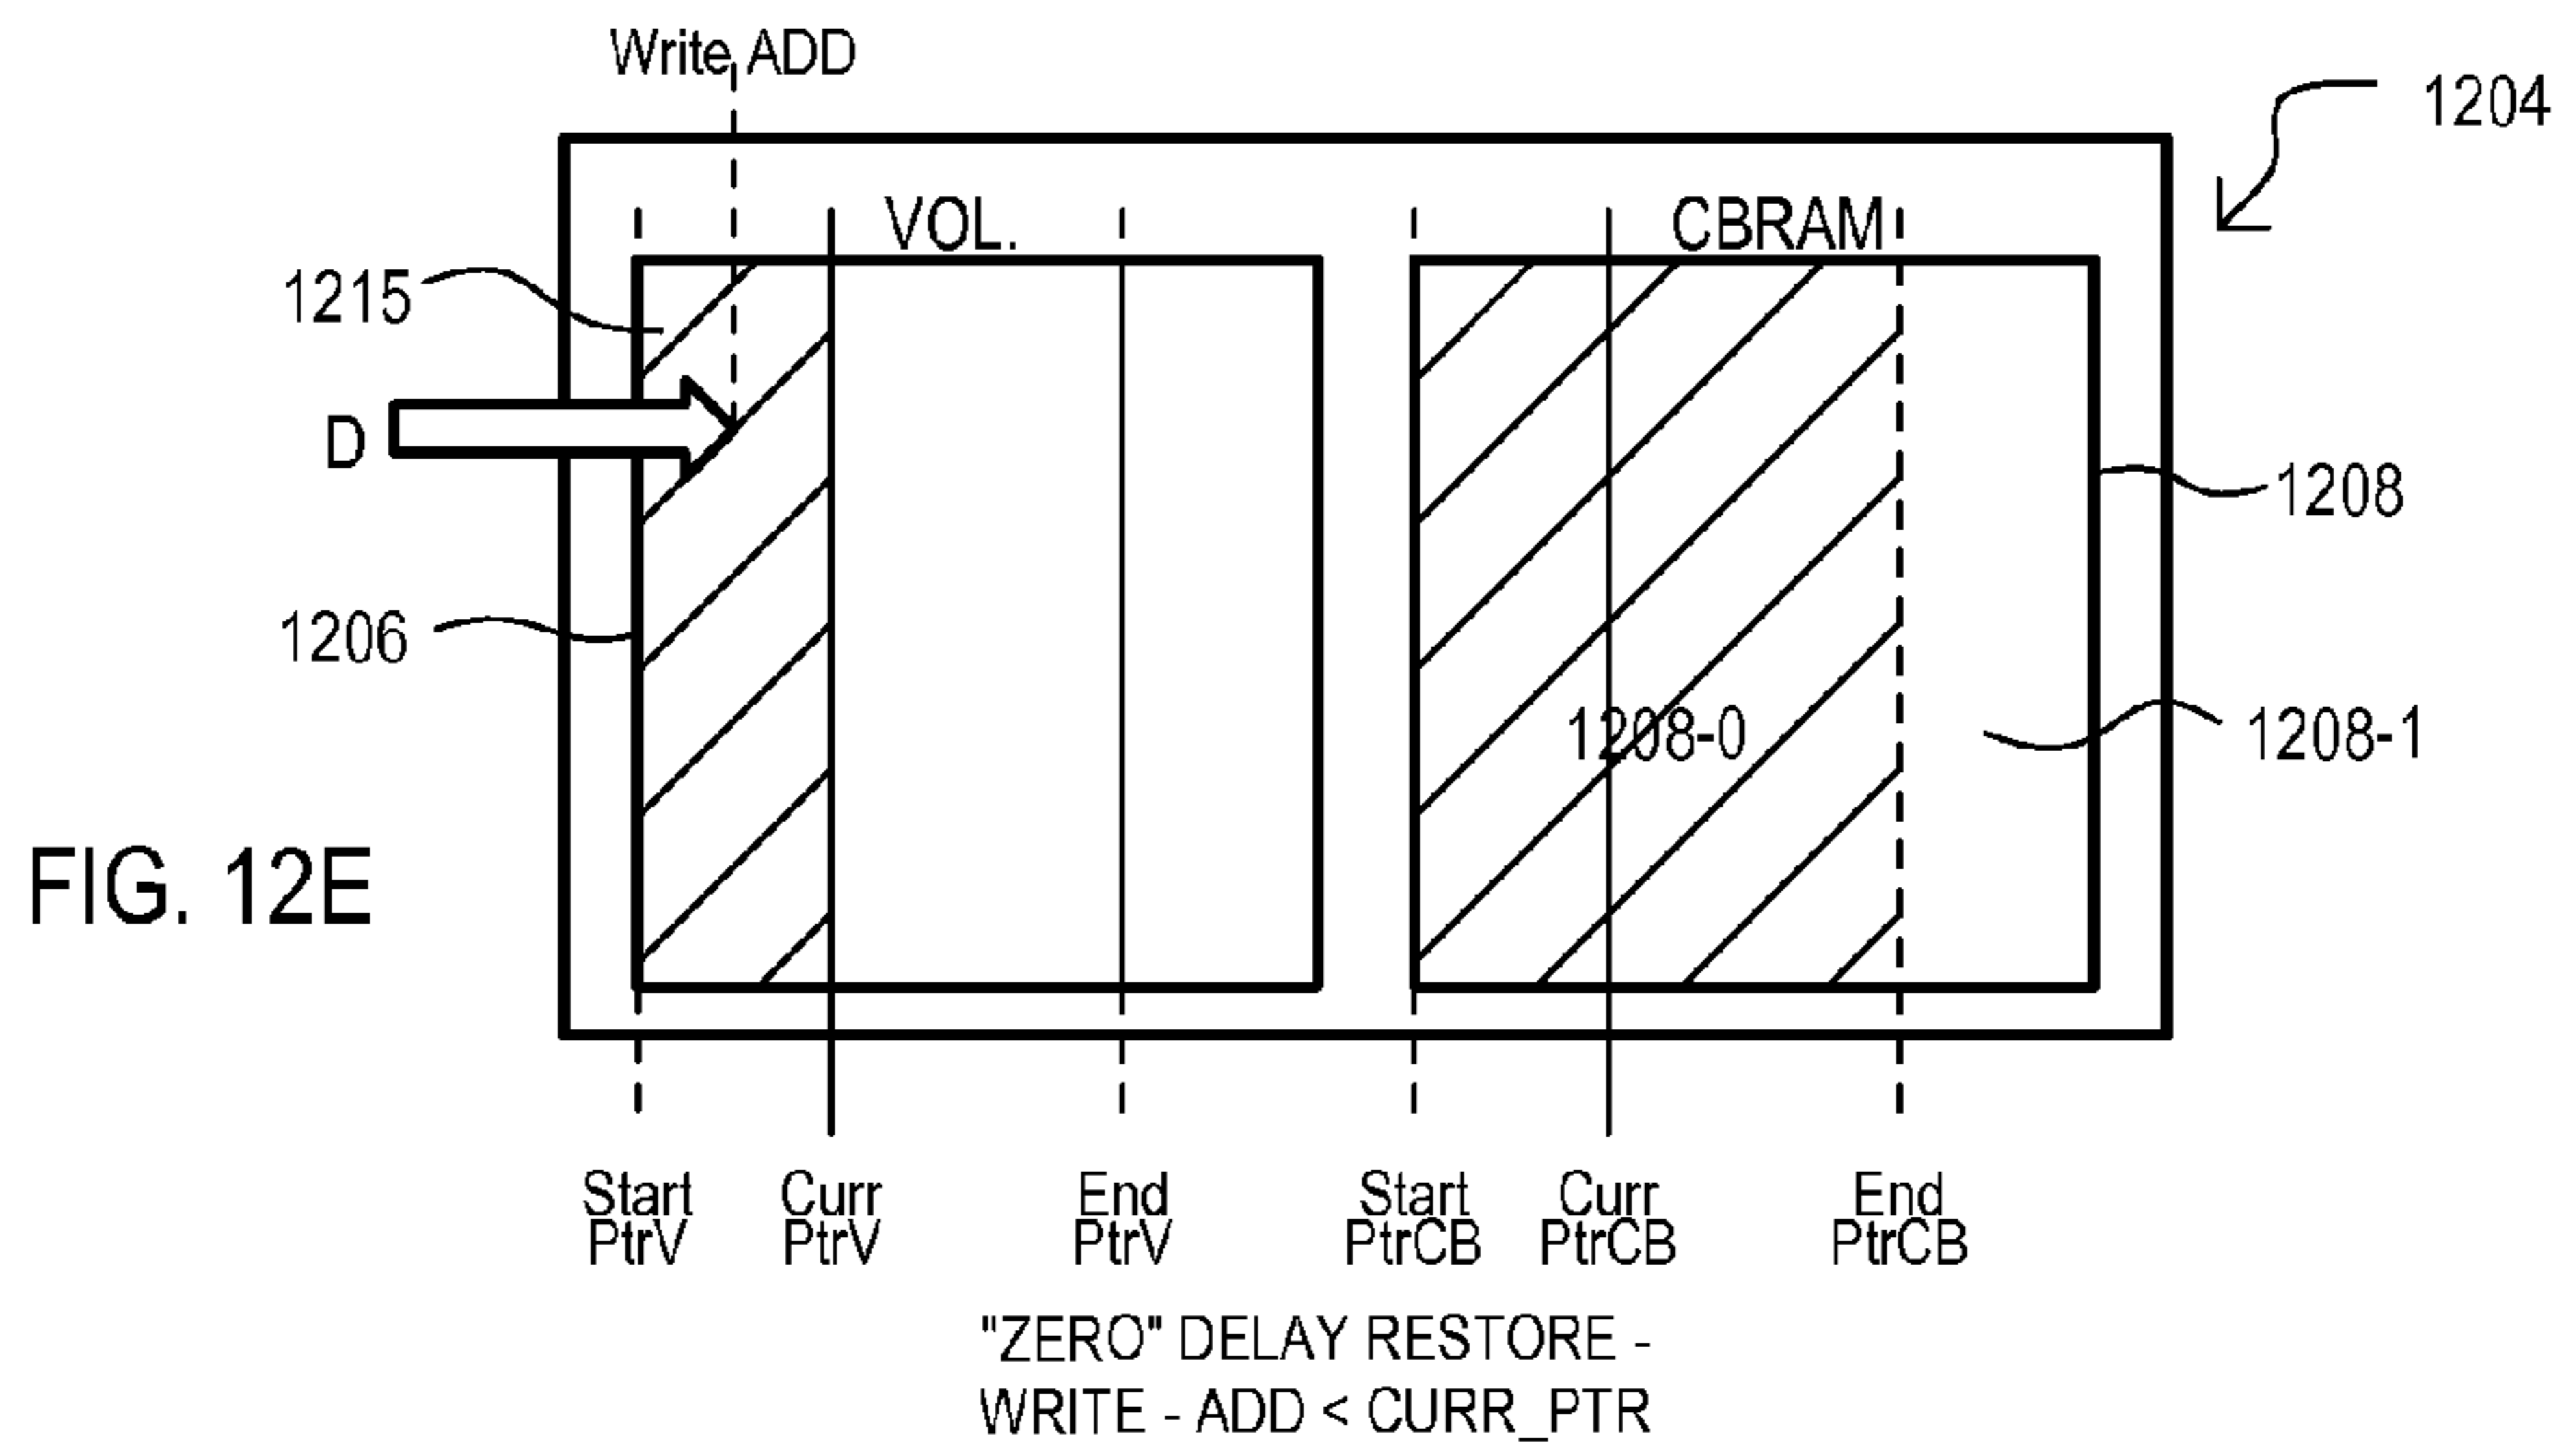 Write ADD
1204
VOL.
CBRAM
1215
D
1208
1206
1208-0
1208-1
FIG. 12E
Start PtrV
Curr PtrV
End PtrV
Start PtrCB
Curr PtrCB
End PtrCB
"ZERO" DELAY RESTORE -
WRITE - ADD < CURR_PTR